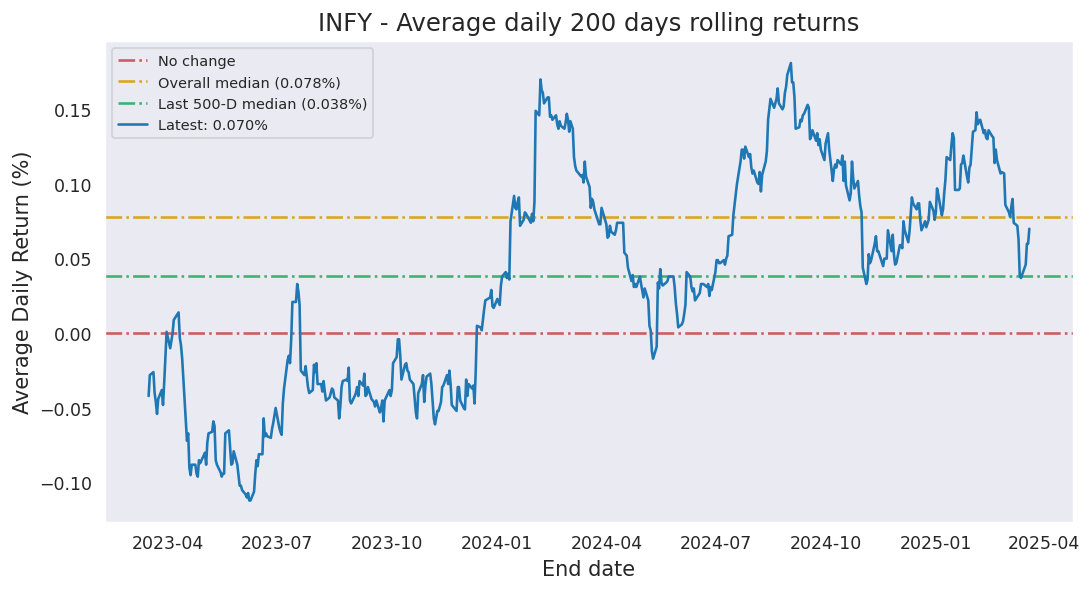 INFY - Average daily 200 days rolling returns
No change
Overall median (0.078%)
Last 500-D median (0.038%)
Latest: 0.070%
Average Daily Return (%)
0.15
0.10
0.05
0.00
−0.05
−0.10
2023-04 2023-07 2023-10 2024-01 2024-04 2024-07 2024-10 2025-01 2025-04
End date